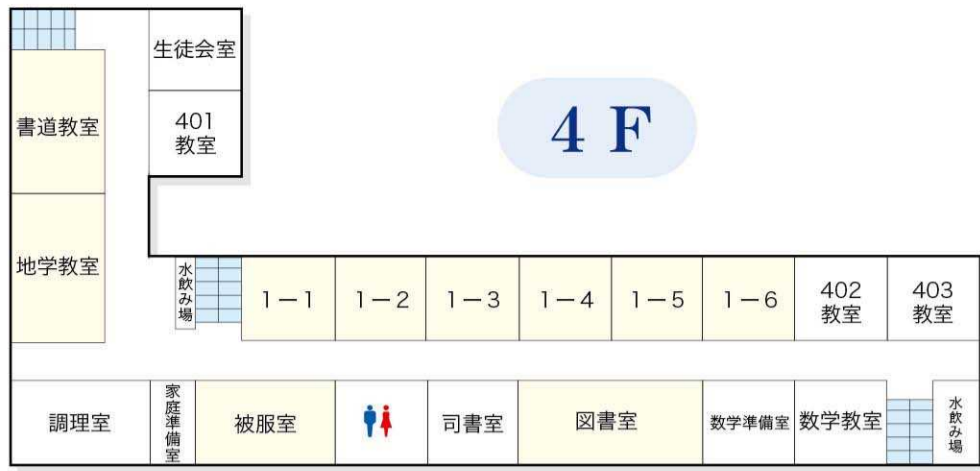 生徒会室
書道教室
401
教室
4 F
地学教室
水飲み場
1－1
1－2
1－3
1－4
1－5
1－6
402
教室
403
教室
調理室
家庭準備室
被服室
司書室
図書室
数学準備室
数学教室
水飲み場